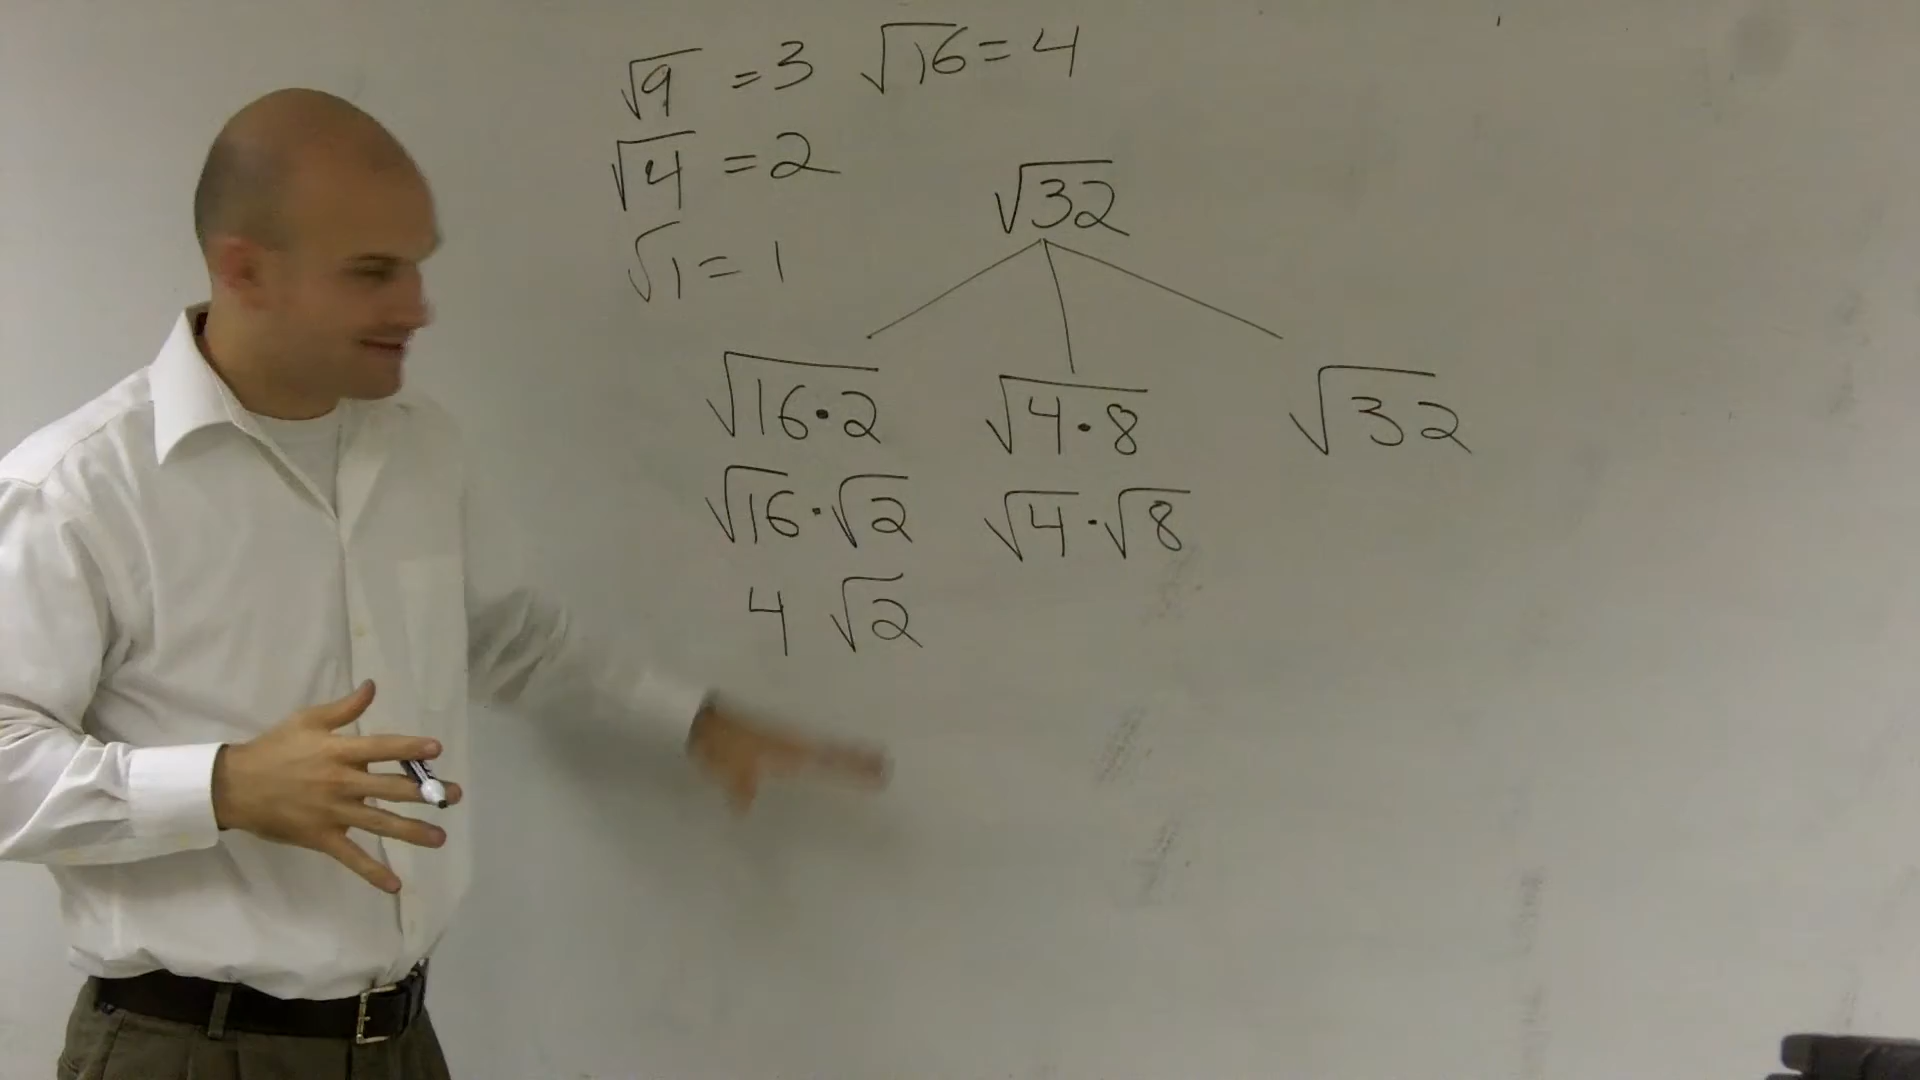 √9 = 3 √16 = 4
√4 = 2
√1 = 1
√32
√16·2 √4·8 √32
√16·√2 √4·√8
4 √2